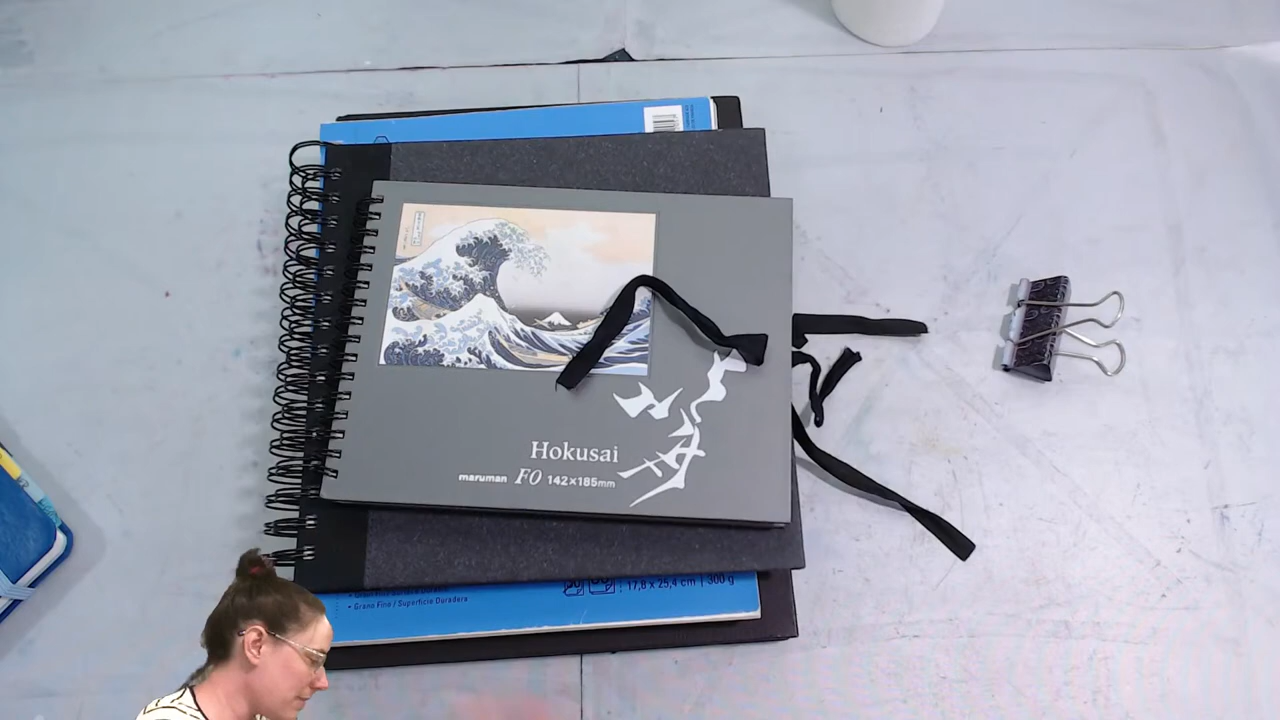 Hokusai
maruman F0 142×185mm
17,8 x 25,4 cm | 300 g
• Grano Fino / Superficie Duradera